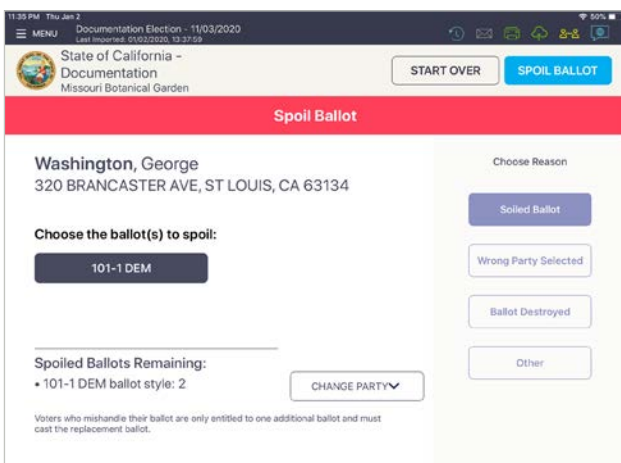 11:35 PM Thu Jan 2
50%
MENU
Documentation Election - 11/03/2020
Last Imported: 01/02/2020, 13:37:59
State of California -
Documentation
Missouri Botanical Garden
START OVER
SPOIL BALLOT
Spoil Ballot
Washington, George
320 BRANCASTER AVE, ST LOUIS, CA 63134
Choose the ballot(s) to spoil:
101-1 DEM
Spoiled Ballots Remaining:
• 101-1 DEM ballot style: 2
CHANGE PARTY
Voters who mishandle their ballot are only entitled to one additional ballot and must
cast the replacement ballot.
Choose Reason
Soiled Ballot
Wrong Party Selected
Ballot Destroyed
Other